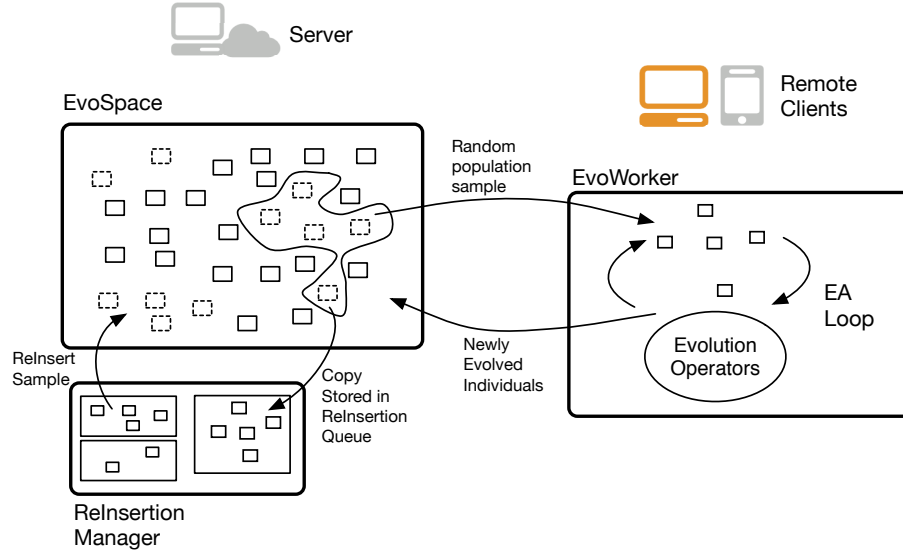 Server
EvoSpace
Remote
Clients
Random
population
sample
EvoWorker
EA
Loop
Evolution
Operators
Newly
Evolved
Individuals
ReInsert
Sample
Copy
Stored in
ReInsertion
Queue
ReInsertion
Manager